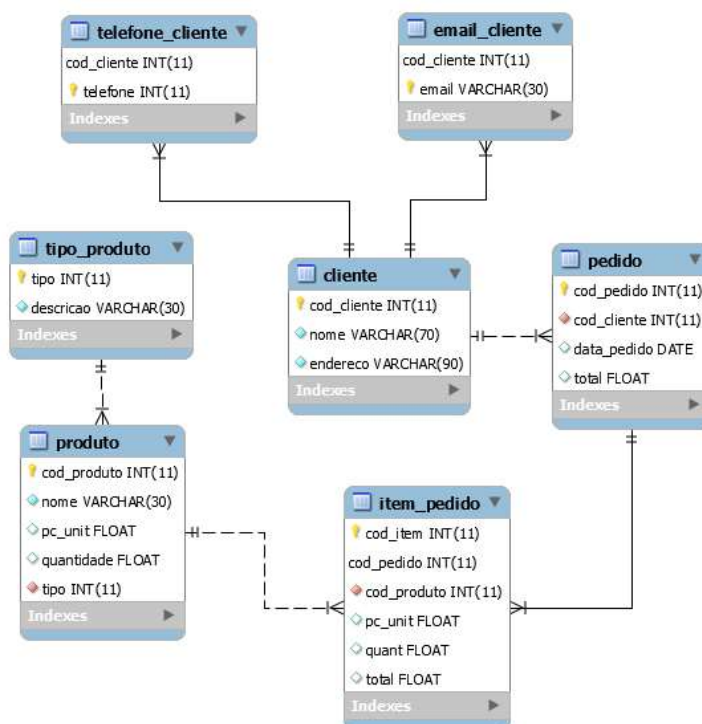 telefone_cliente
cod_cliente INT(11)
telefone INT(11)
Indexes
email_cliente
cod_cliente INT(11)
email VARCHAR(30)
Indexes
tipo_produto
tipo INT(11)
descricao VARCHAR(30)
Indexes
cliente
cod_cliente INT(11)
nome VARCHAR(70)
endereco VARCHAR(90)
Indexes
pedido
cod_pedido INT(11)
cod_cliente INT(11)
data_pedido DATE
total FLOAT
Indexes
produto
cod_produto INT(11)
nome VARCHAR(30)
pc_unit FLOAT
quantidade FLOAT
tipo INT(11)
Indexes
item_pedido
cod_item INT(11)
cod_pedido INT(11)
cod_produto INT(11)
pc_unit FLOAT
quant FLOAT
total FLOAT
Indexes